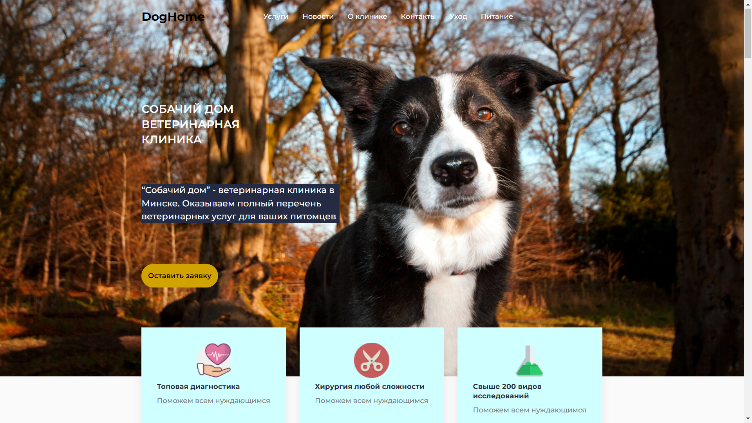 DogHome
Услуги Новости О клинике Контакты Уход Питание
СОБАЧИЙ ДОМ
ВЕТЕРИНАРНАЯ
КЛИНИКА
"Собачий дом" - ветеринарная клиника в
Минске. Оказываем полный перечень
ветеринарных услуг для ваших питомцев
Оставить заявку
Топовая диагностика
Поможем всем нуждающимся
Хирургия любой сложности
Поможем всем нуждающимся
Свыше 200 видов
исследований
Поможем всем нуждающимся